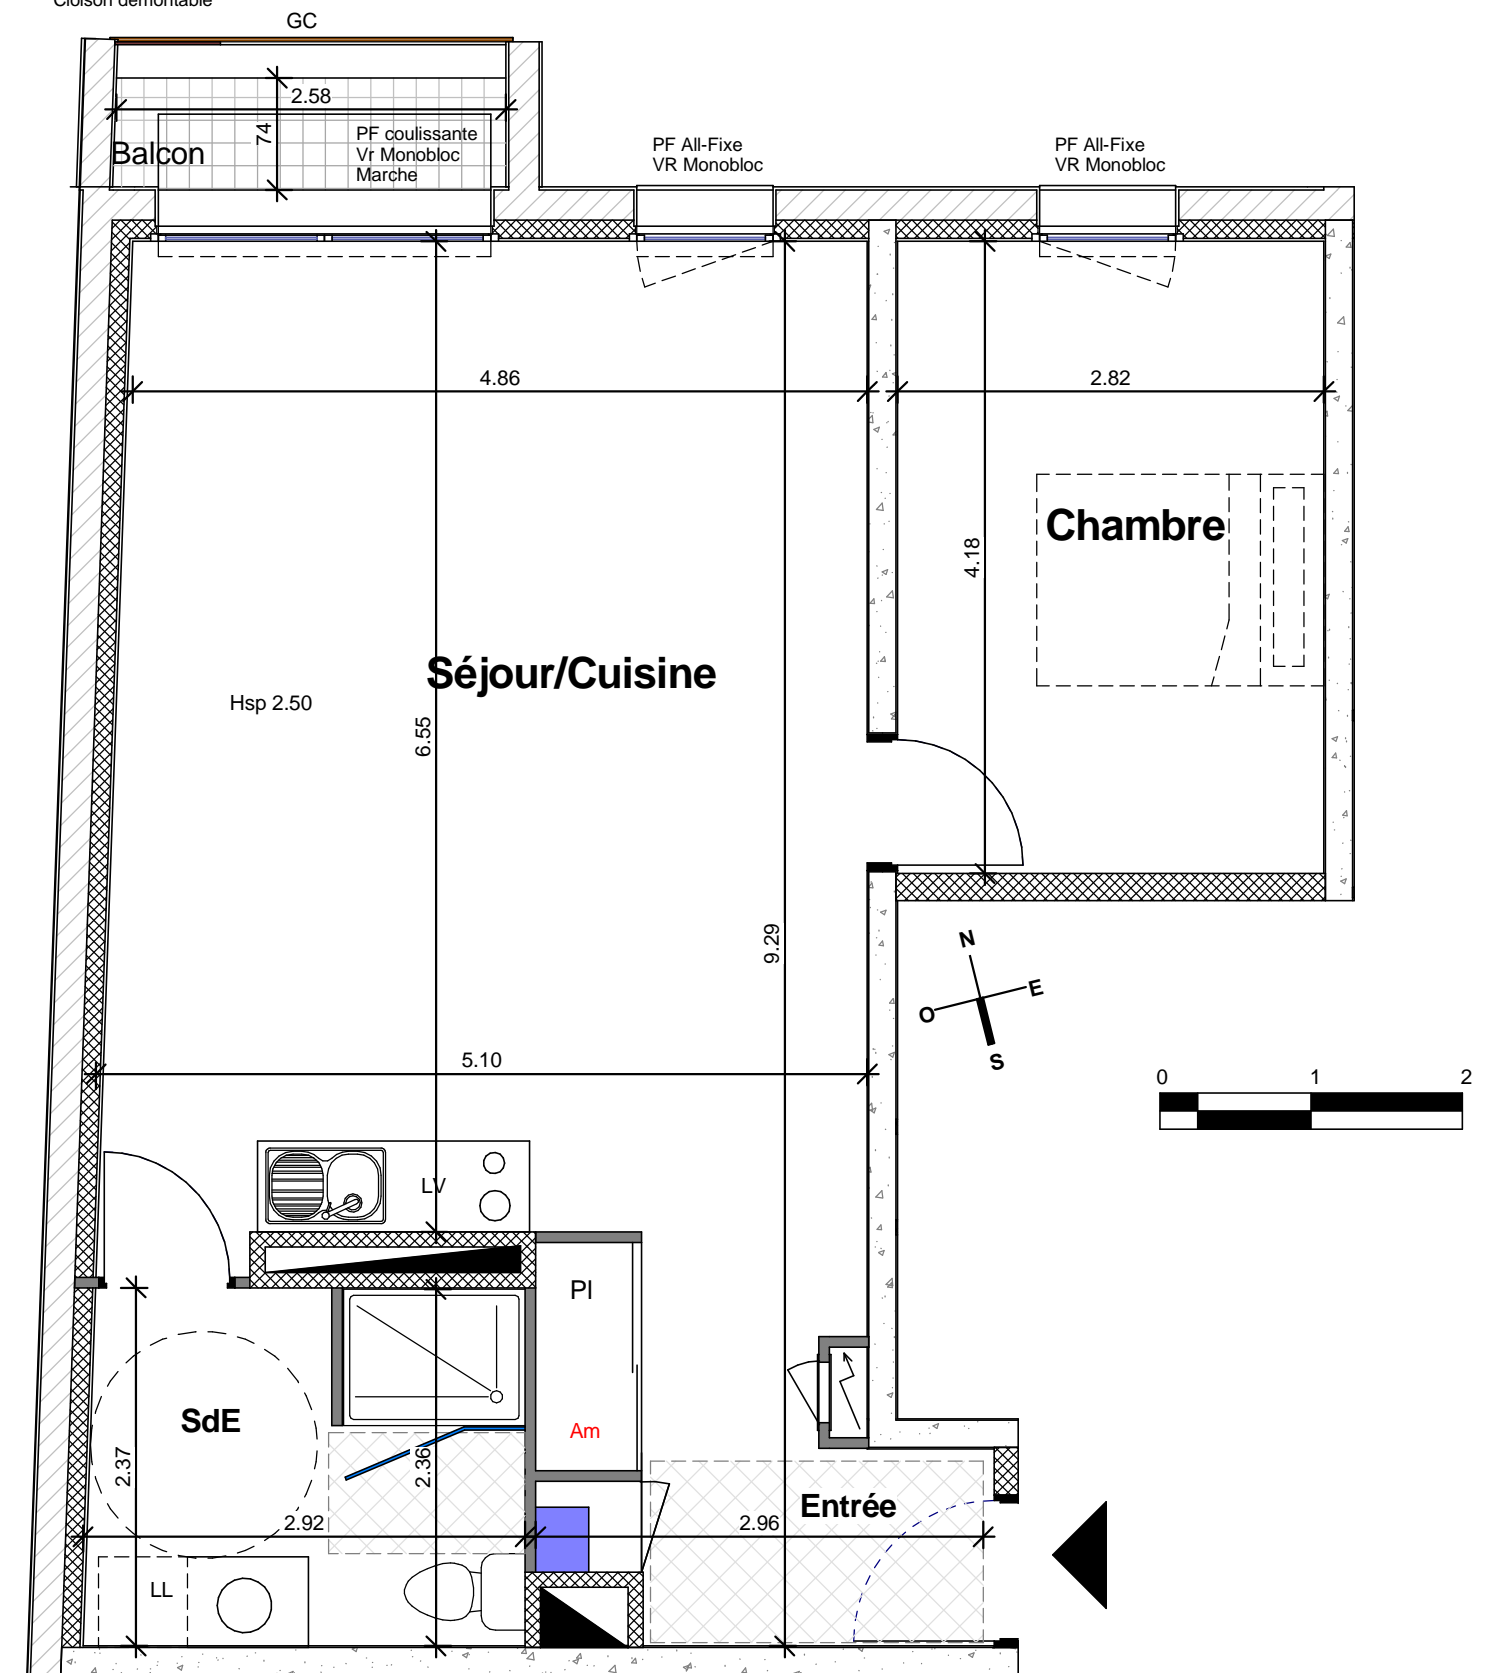 Cloison démontable
GC
2.58
74
Balcon
PF coulissante
Vr Monobloc
Marche
PF All-Fixe
VR Monobloc
PF All-Fixe
VR Monobloc
4.86
2.82
Chambre
4.18
Séjour/Cuisine
Hsp 2.50
6.55
9.29
N
E
O
S
5.10
0 1 2
LV
Pl
Am
SdE
2.37
2.36
Entrée
2.92
2.96
LL